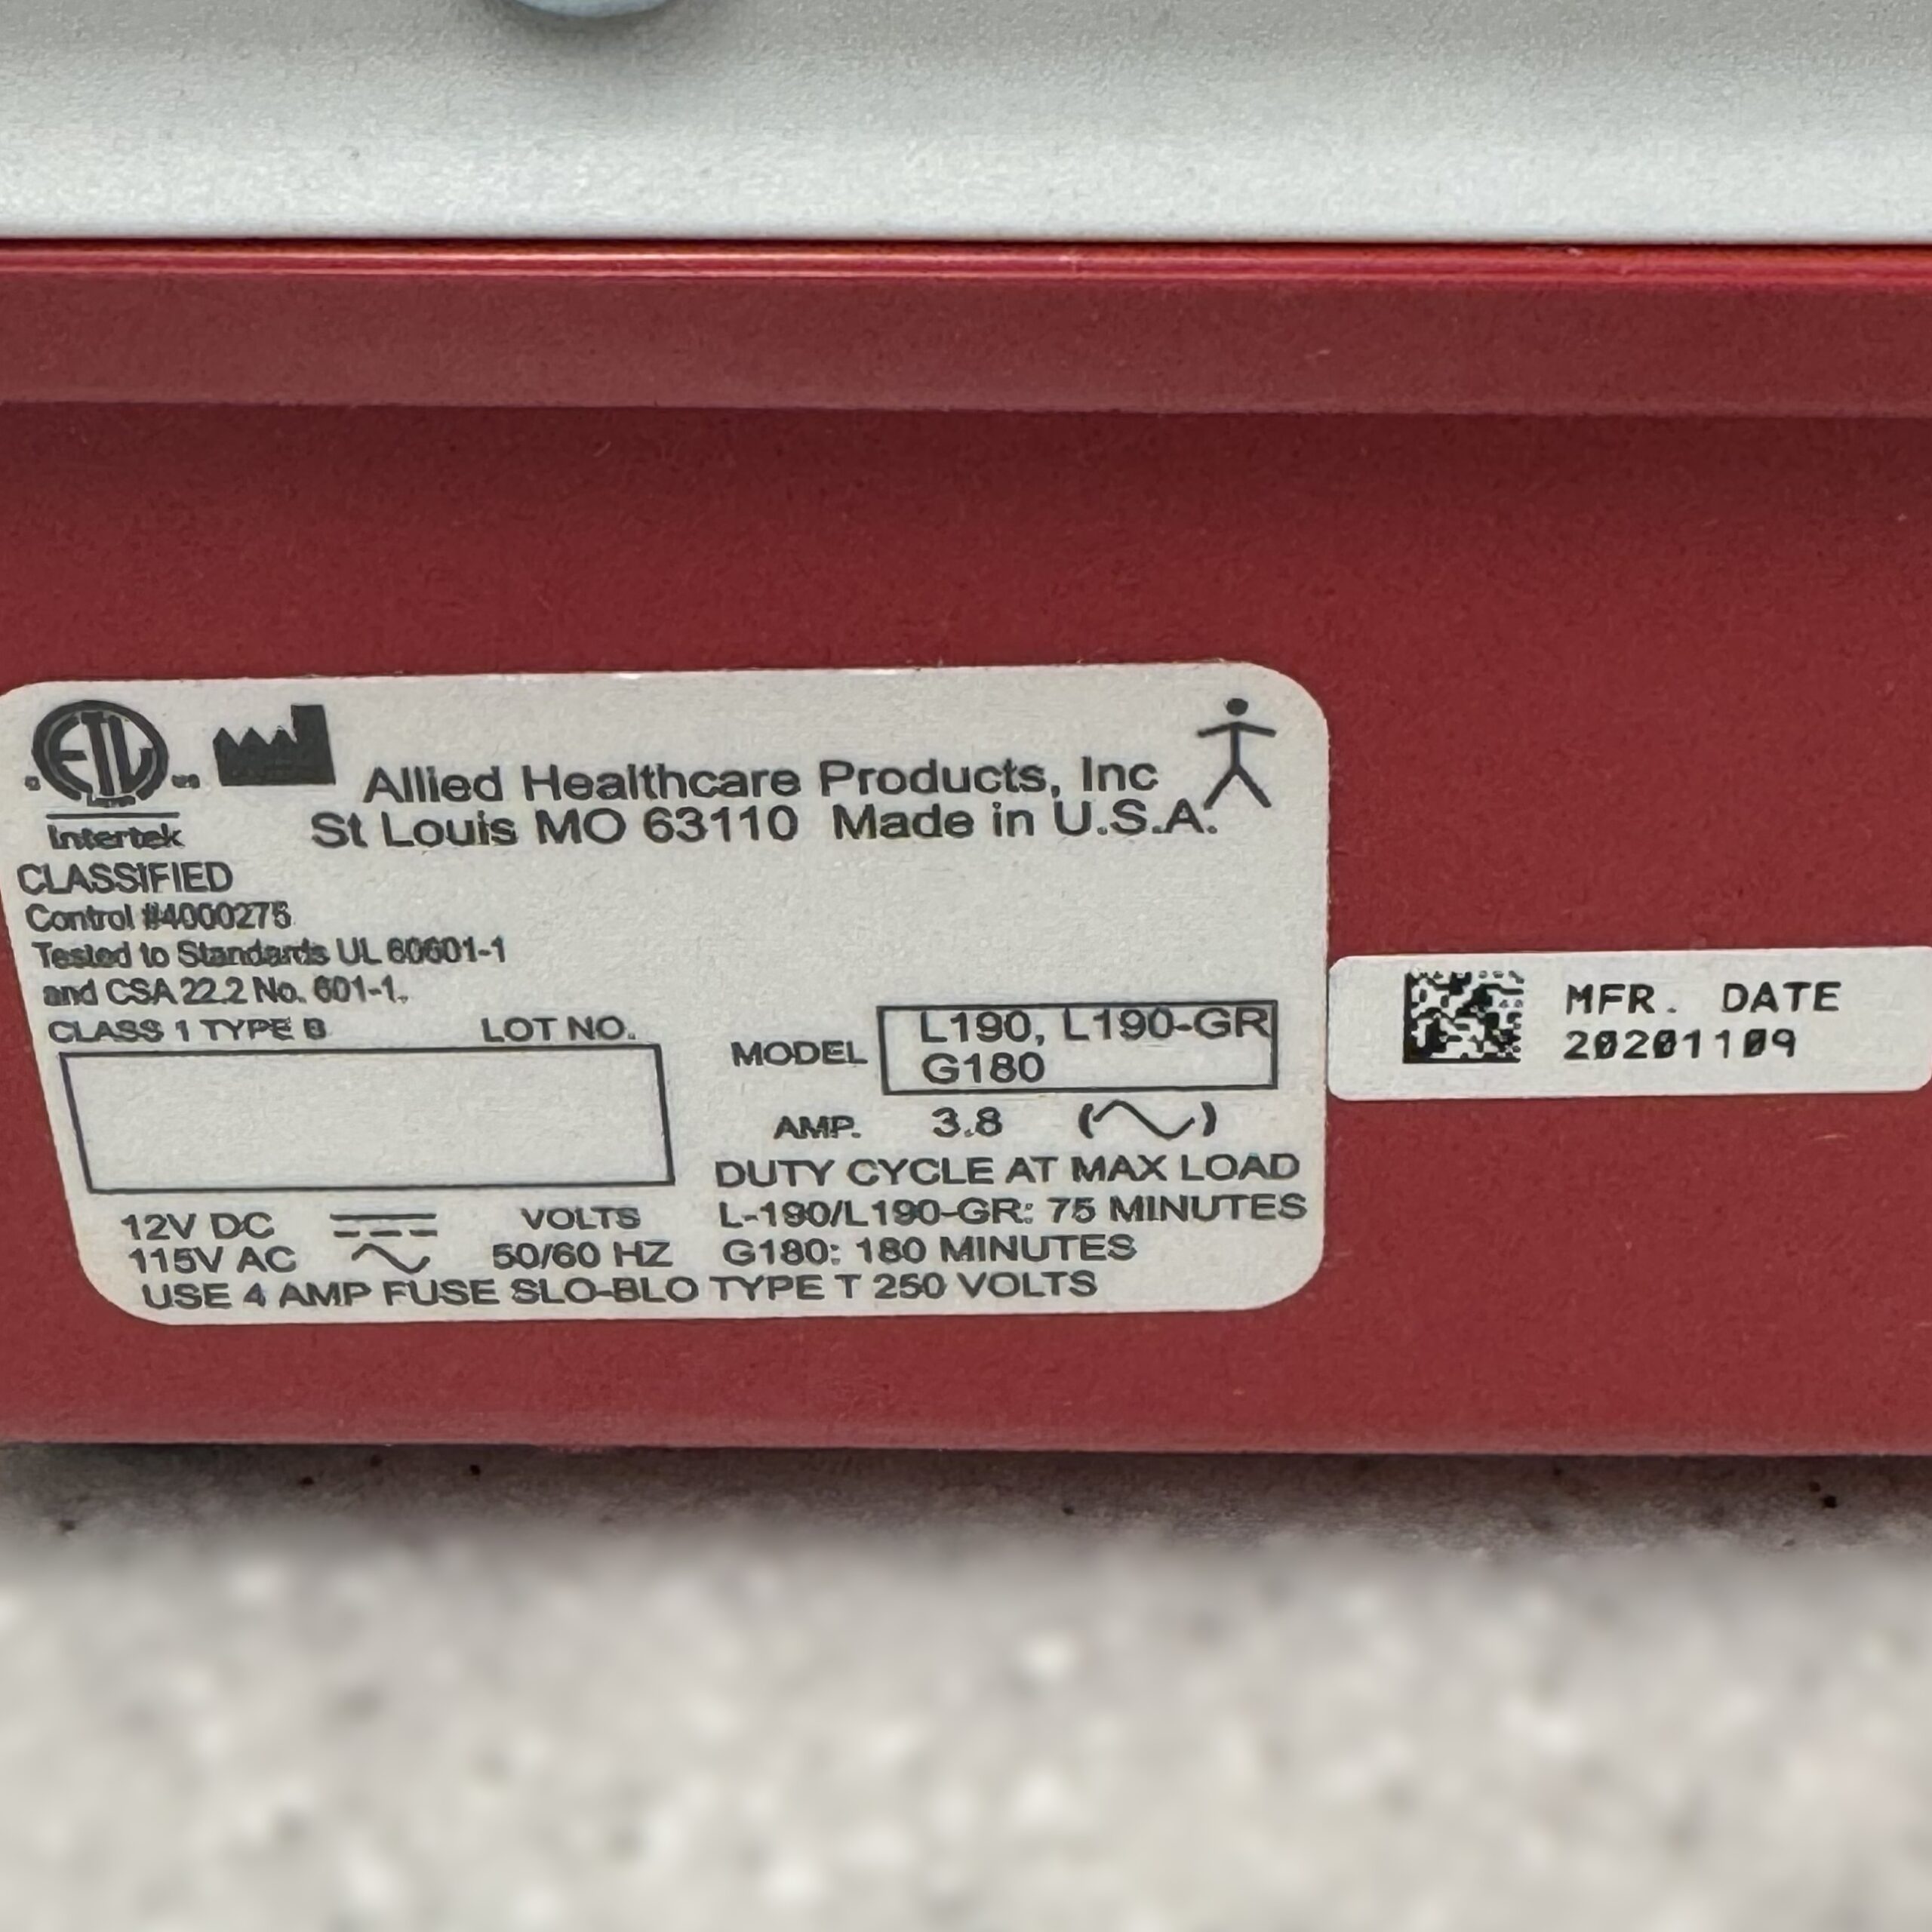 ETL
Intertek
Allied Healthcare Products, Inc
St Louis MO 63110 Made in U.S.A.
CLASSIFIED
Control #4000275
Tested to Standards UL 60601-1
and CSA 22.2 No. 601-1.
CLASS 1 TYPE B LOT NO.
MODEL L190, L190-GR
G180
AMP. 3.8 (~)
DUTY CYCLE AT MAX LOAD
L-190/L190-GR: 75 MINUTES
G180: 180 MINUTES
12V DC VOLTS
115V AC 50/60 HZ
USE 4 AMP FUSE SLO-BLO TYPE T 250 VOLTS
MFR. DATE
20201109